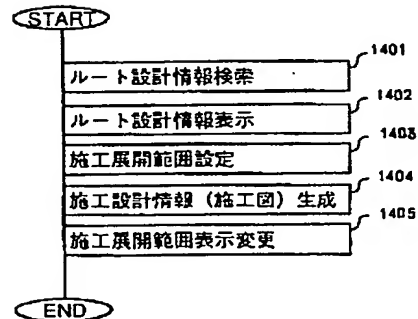 START
1401
ルート設計情報検索
1402
ルート設計情報表示
1403
施工展開範囲設定
1404
施工設計情報（施工図）生成
1405
施工展開範囲表示変更
END